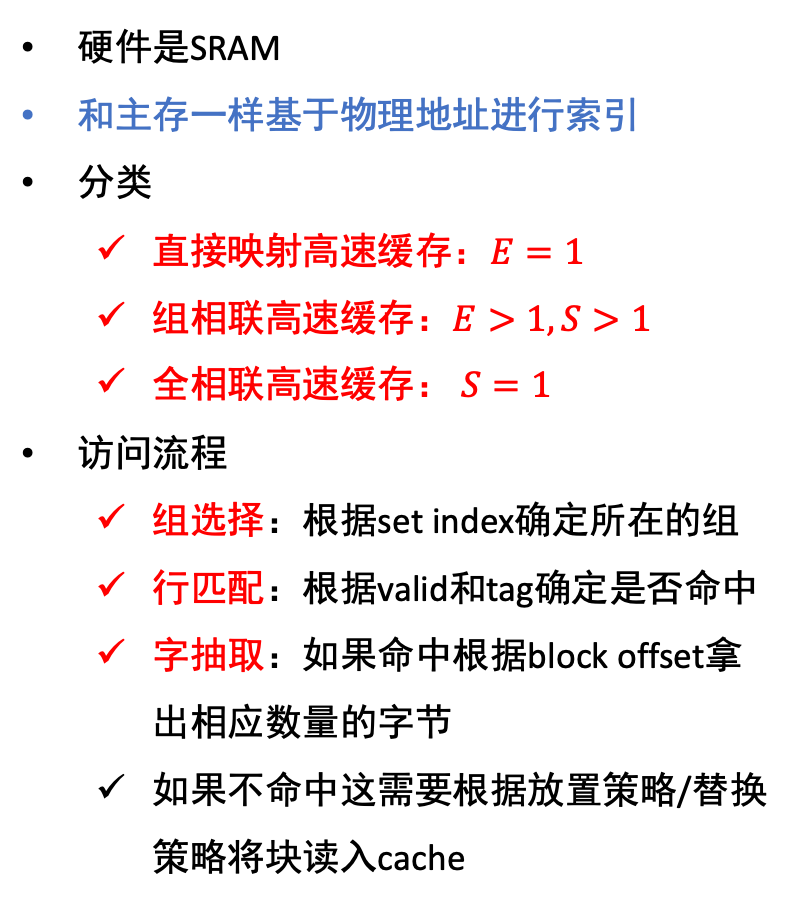 • 硬件是SRAM
• 和主存一样基于物理地址进行索引
• 分类
✓ 直接映射高速缓存：E = 1
✓ 组相联高速缓存：E > 1, S > 1
✓ 全相联高速缓存： S = 1
• 访问流程
✓ 组选择：根据set index确定所在的组
✓ 行匹配：根据valid和tag确定是否命中
✓ 字抽取：如果命中根据block offset拿
出相应数量的字节
✓ 如果不命中这需要根据放置策略/替换
策略将块读入cache